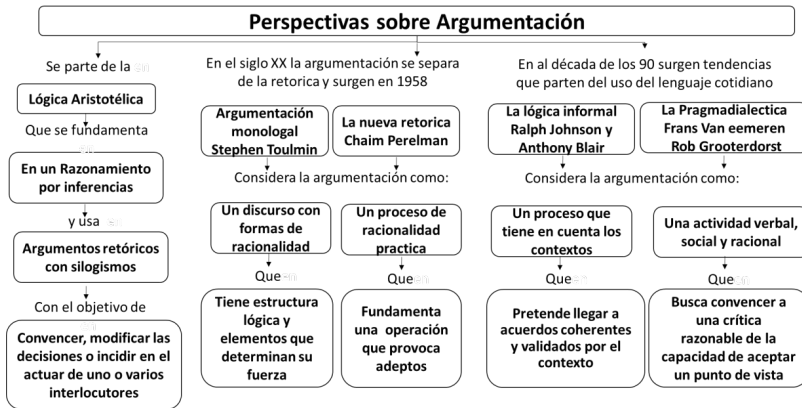 Perspectivas sobre Argumentación
Se parte de la
Lógica Aristotélica
Que se fundamenta
En un Razonamiento
por inferencias
y usa
Argumentos retóricos
con silogismos
Con el objetivo de
Convencer, modificar las
decisiones o incidir en el
actuar de uno o varios
interlocutores
En el siglo XX la argumentación se separa
de la retorica y surgen en 1958
Argumentación
monologal
Stephen Toulmin
La nueva retorica
Chaim Perelman
Considera la argumentación como:
Un discurso con
formas de
racionalidad
Un proceso de
racionalidad
practica
Que
Que
Tiene estructura
lógica y
elementos que
determinan su
fuerza
Fundamenta
una operación
que provoca
adeptos
En al década de los 90 surgen tendencias
que parten del uso del lenguaje cotidiano
La lógica informal
Ralph Johnson y
Anthony Blair
La Pragmadialectica
Frans Van eemeren
Rob Grooterdorst
Considera la argumentación como:
Un proceso que
tiene en cuenta los
contextos
Una actividad verbal,
social y racional
Que
Que
Pretende llegar a
acuerdos coherentes
y validados por el
contexto
Busca convencer a
una crítica
razonable de la
capacidad de aceptar
un punto de vista